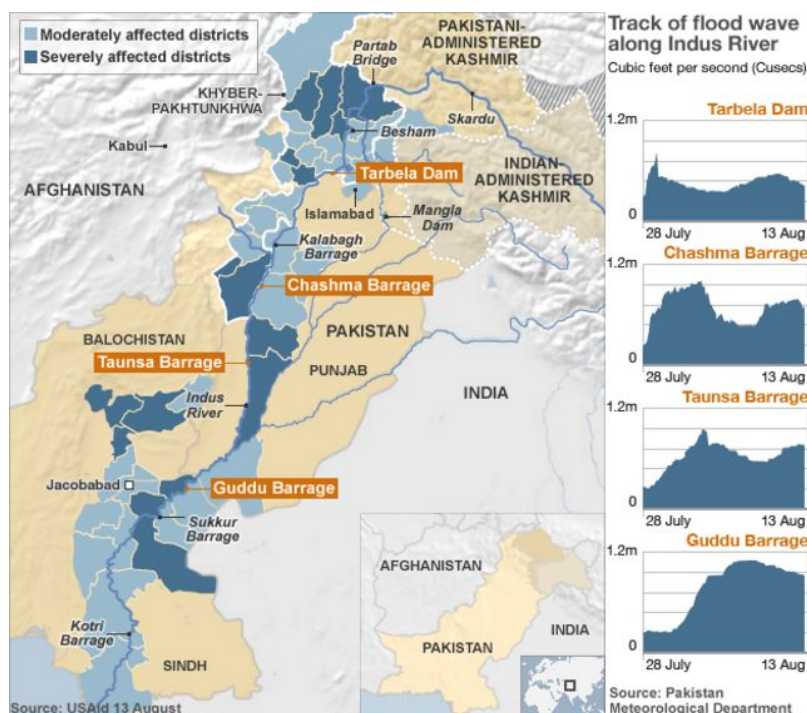 Moderately affected districts
Severely affected districts
PAKISTANI-
ADMINISTERED
KASHMIR
Partab
Bridge
KHYBER-
PAKHTUNKHWA
Skardu
Besham
Kabul
Tarbela Dam
INDIAN-
ADMINISTERED
KASHMIR
AFGHANISTAN
Islamabad
Mangla
Dam
Kalabagh
Barrage
Chashma Barrage
BALOCHISTAN
PAKISTAN
Taunsa Barrage
PUNJAB
Indus
River
INDIA
Jacobabad
Guddu Barrage
Sukkur
Barrage
Kotri
Barrage
SINDH
Source: USAid 13 August
AFGHANISTAN
PAKISTAN
INDIA
Track of flood wave
along Indus River
Cubic feet per second (Cusecs)
Tarbela Dam
1.2m
0
28 July 13 Aug
Chashma Barrage
1.2m
0
28 July 13 Aug
Taunsa Barrage
1.2m
0
28 July 13 Aug
Guddu Barrage
1.2m
0
28 July 13 Aug
Source: Pakistan
Meteorological Department